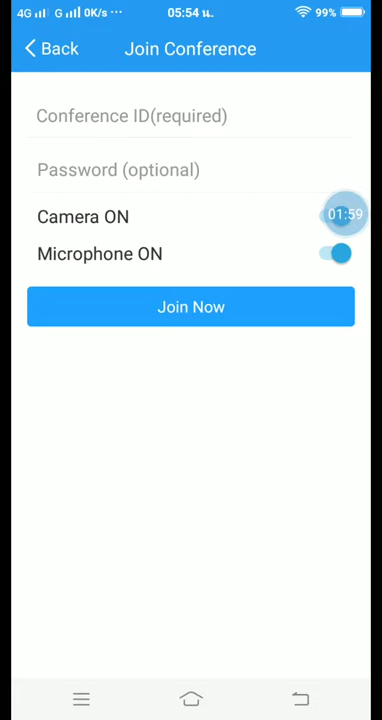 4G G 0K/s ··· 05:54 น. 99%
Back Join Conference
Conference ID(required)
Password (optional)
Camera ON 01:59
Microphone ON
Join Now